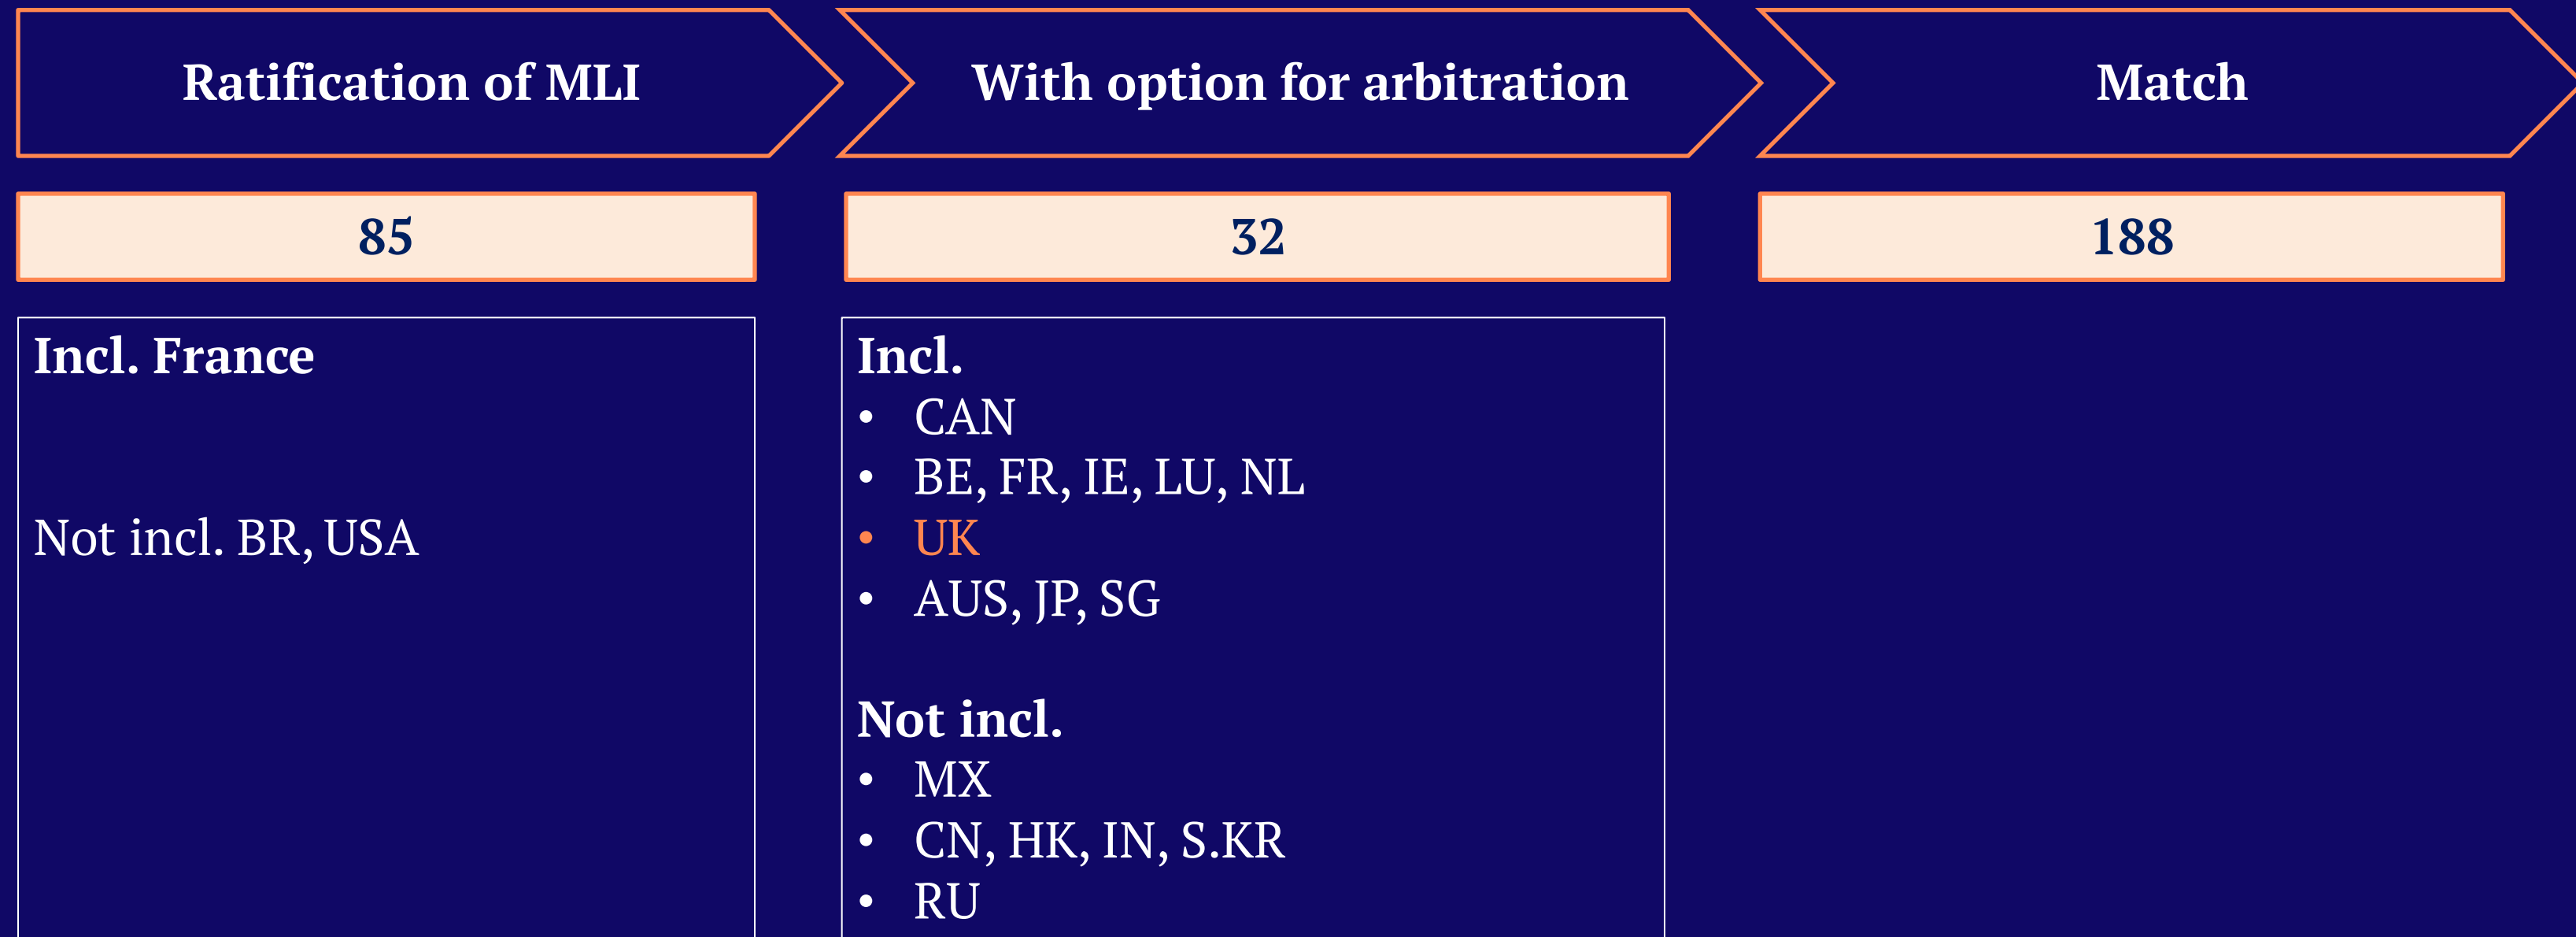 Ratification of MLI
With option for arbitration
Match
85
32
188
Incl. France
Not incl. BR, USA
Incl.
• CAN
• BE, FR, IE, LU, NL
• UK
• AUS, JP, SG
Not incl.
• MX
• CN, HK, IN, S.KR
• RU